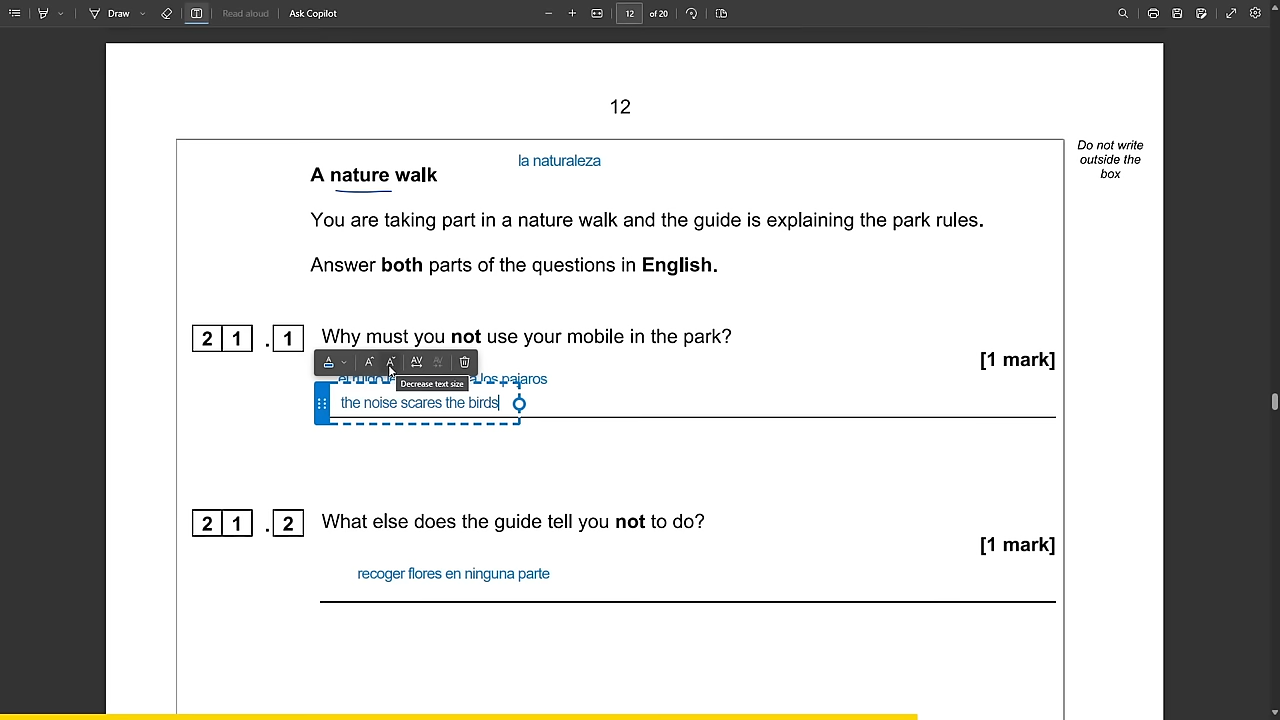 Draw
Read aloud
Ask Copilot
12 of 20
12
Do not write
outside the
box
la naturaleza
A nature walk
You are taking part in a nature walk and the guide is explaining the park rules.
Answer both parts of the questions in English.
2 1 . 1 Why must you not use your mobile in the park?
[1 mark]
los pajaros
Decrease text size
the noise scares the birds
2 1 . 2 What else does the guide tell you not to do?
[1 mark]
recoger flores en ninguna parte